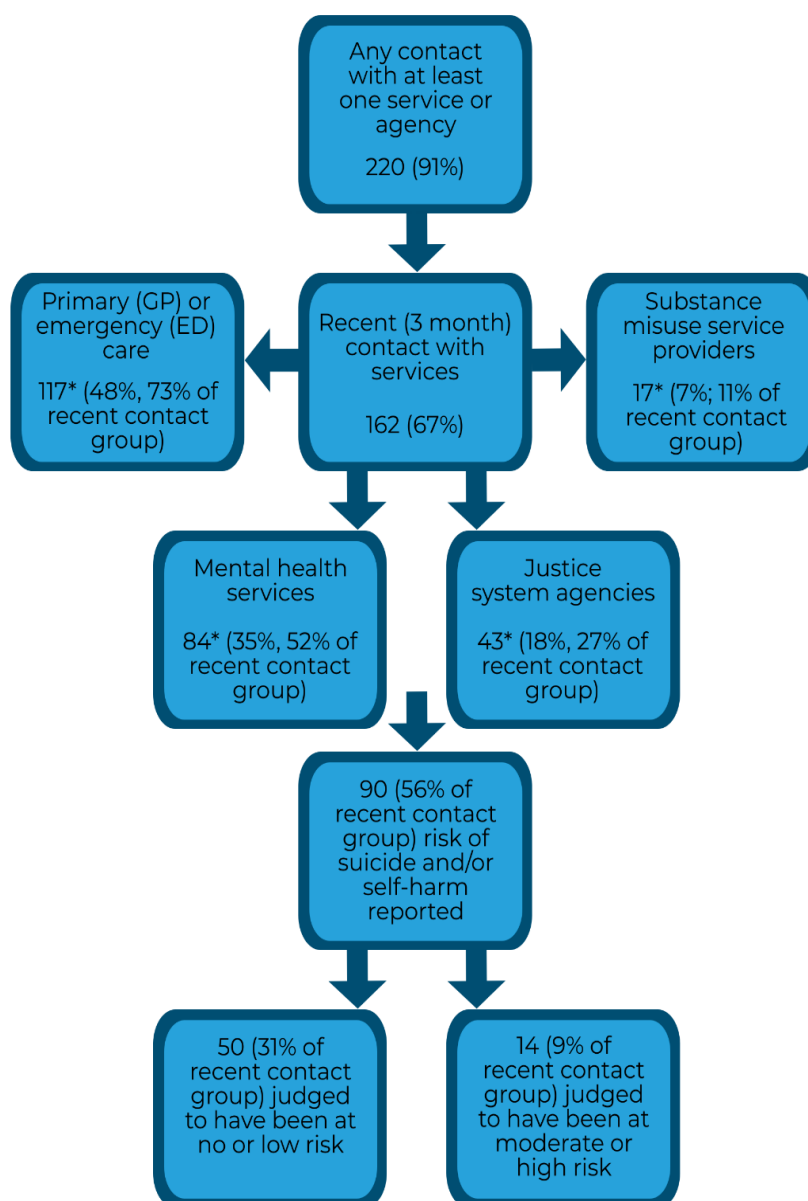 Any contact
with at least
one service or
agency
220 (91%)
Primary (GP) or
emergency (ED)
care
117* (48%, 73% of
recent contact
group)
Recent (3 month)
contact with
services
162 (67%)
Substance
misuse service
providers
17* (7%; 11% of
recent contact
group)
Mental health
services
84* (35%, 52% of
recent contact
group)
Justice
system agencies
43* (18%, 27% of
recent contact
group)
90 (56% of
recent contact
group) risk of
suicide and/or
self-harm
reported
50 (31% of
recent contact
group) judged
to have been at
no or low risk
14 (9% of
recent contact
group) judged
to have been at
moderate or
high risk